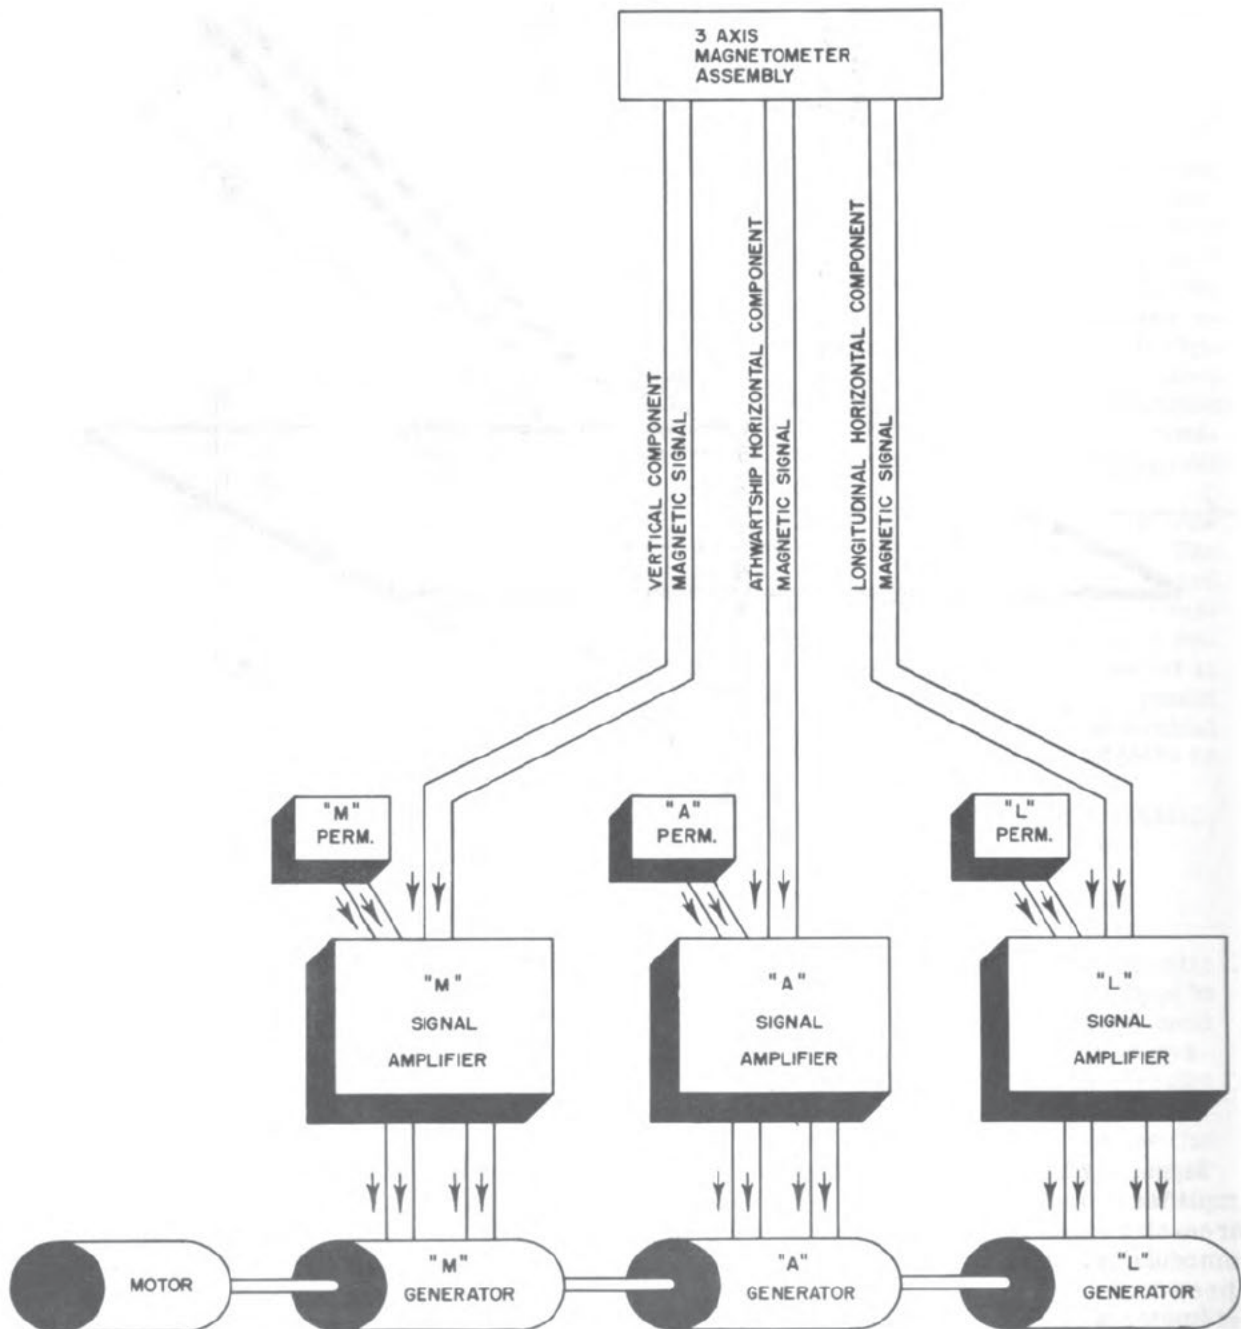 3 AXIS
MAGNETOMETER
ASSEMBLY
VERTICAL COMPONENT
MAGNETIC SIGNAL
ATHWARTSHIP HORIZONTAL COMPONENT
MAGNETIC SIGNAL
LONGITUDINAL HORIZONTAL COMPONENT
MAGNETIC SIGNAL
"M"
PERM.
"A"
PERM.
"L"
PERM.
"M"
SIGNAL
AMPLIFIER
"A"
SIGNAL
AMPLIFIER
"L"
SIGNAL
AMPLIFIER
MOTOR
"M"
GENERATOR
"A"
GENERATOR
"L"
GENERATOR